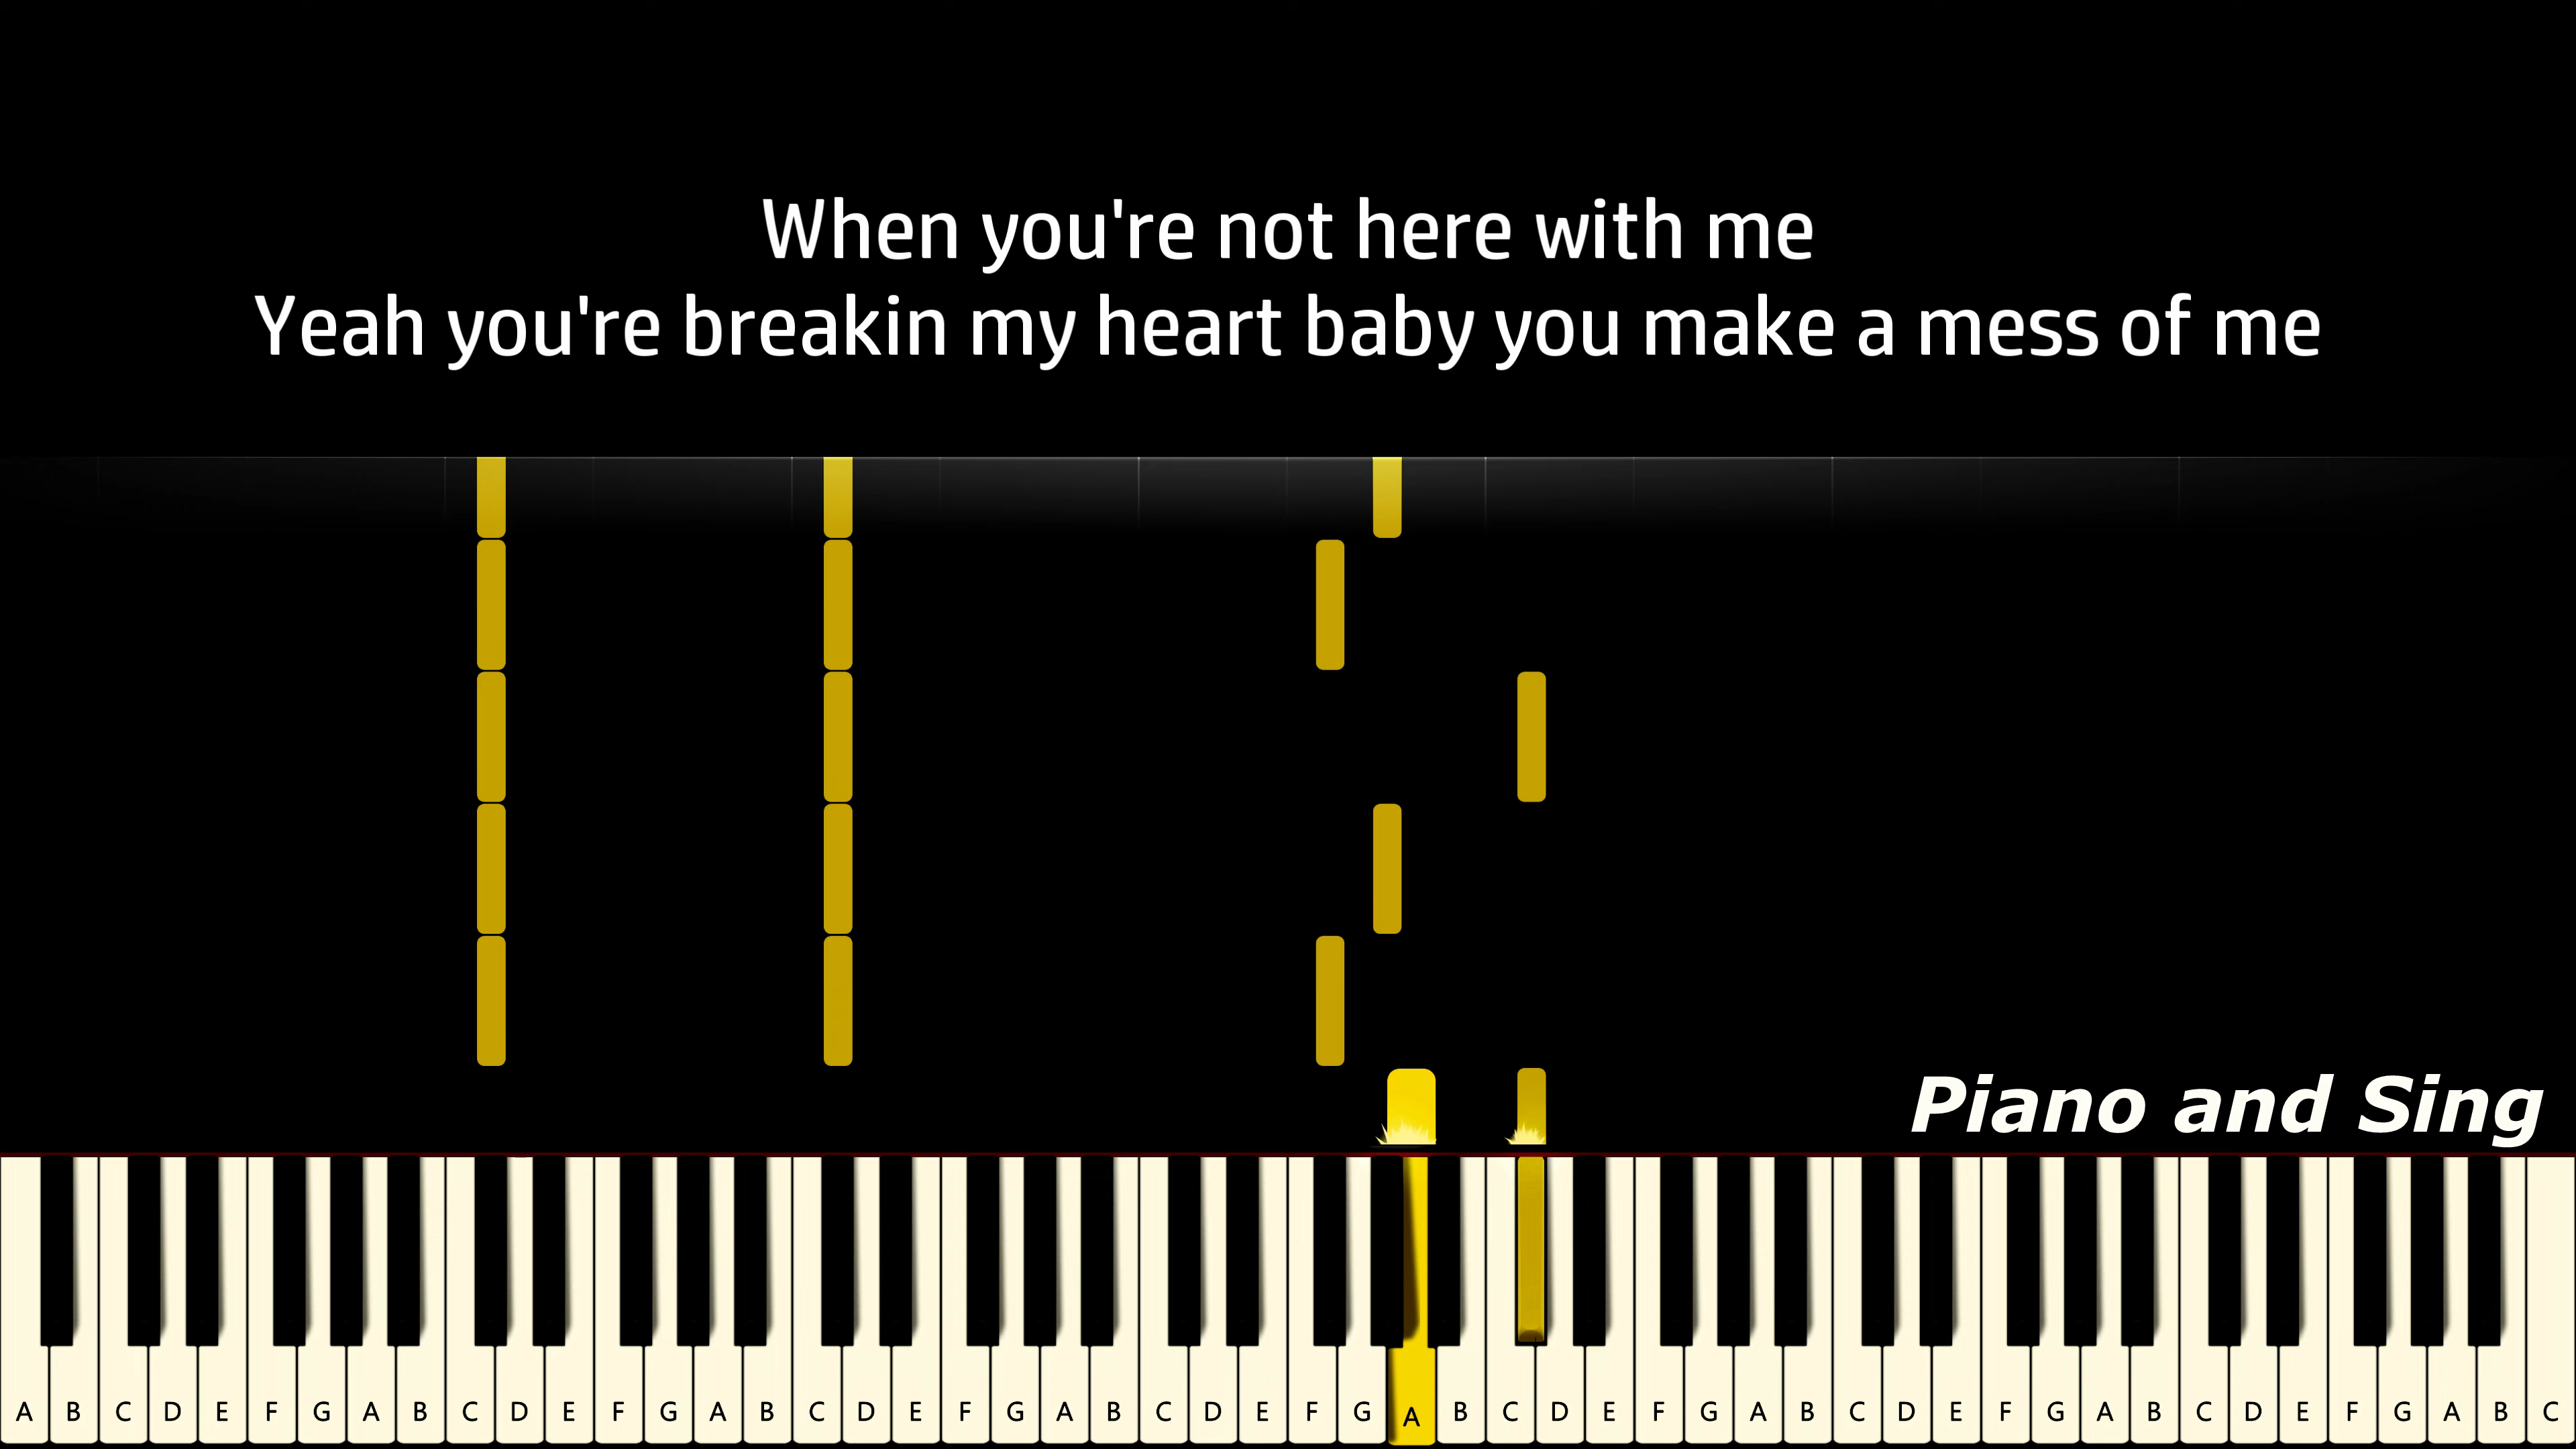 When you're not here with me
Yeah you're breakin my heart baby you make a mess of me
Piano and Sing
A B C D E F G A B C D E F G A B C D E F G A B C D E F G A B C D E F G A B C D E F G A B C D E F G A B C